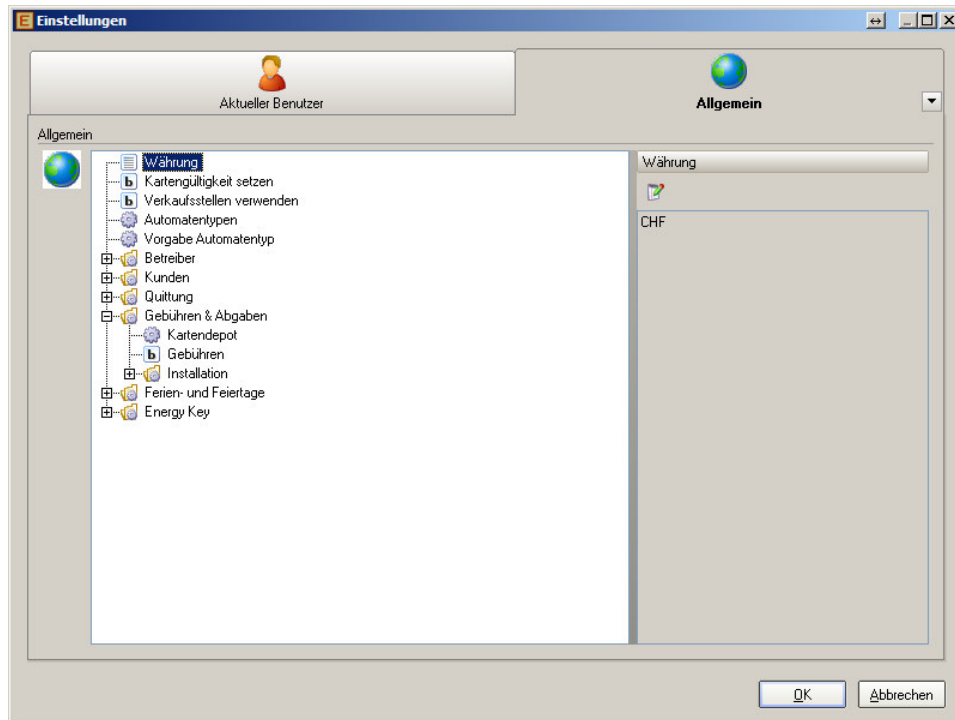 Einstellungen
Aktueller Benutzer
Allgemein
Allgemein
Währung
Kartengültigkeit setzen
Verkaufsstellen verwenden
Automatentypen
Vorgabe Automatentyp
Betreiber
Kunden
Quittung
Gebühren & Abgaben
Kartendepot
Gebühren
Installation
Ferien- und Feiertage
Energy Key
Währung
CHF
OK
Abbrechen